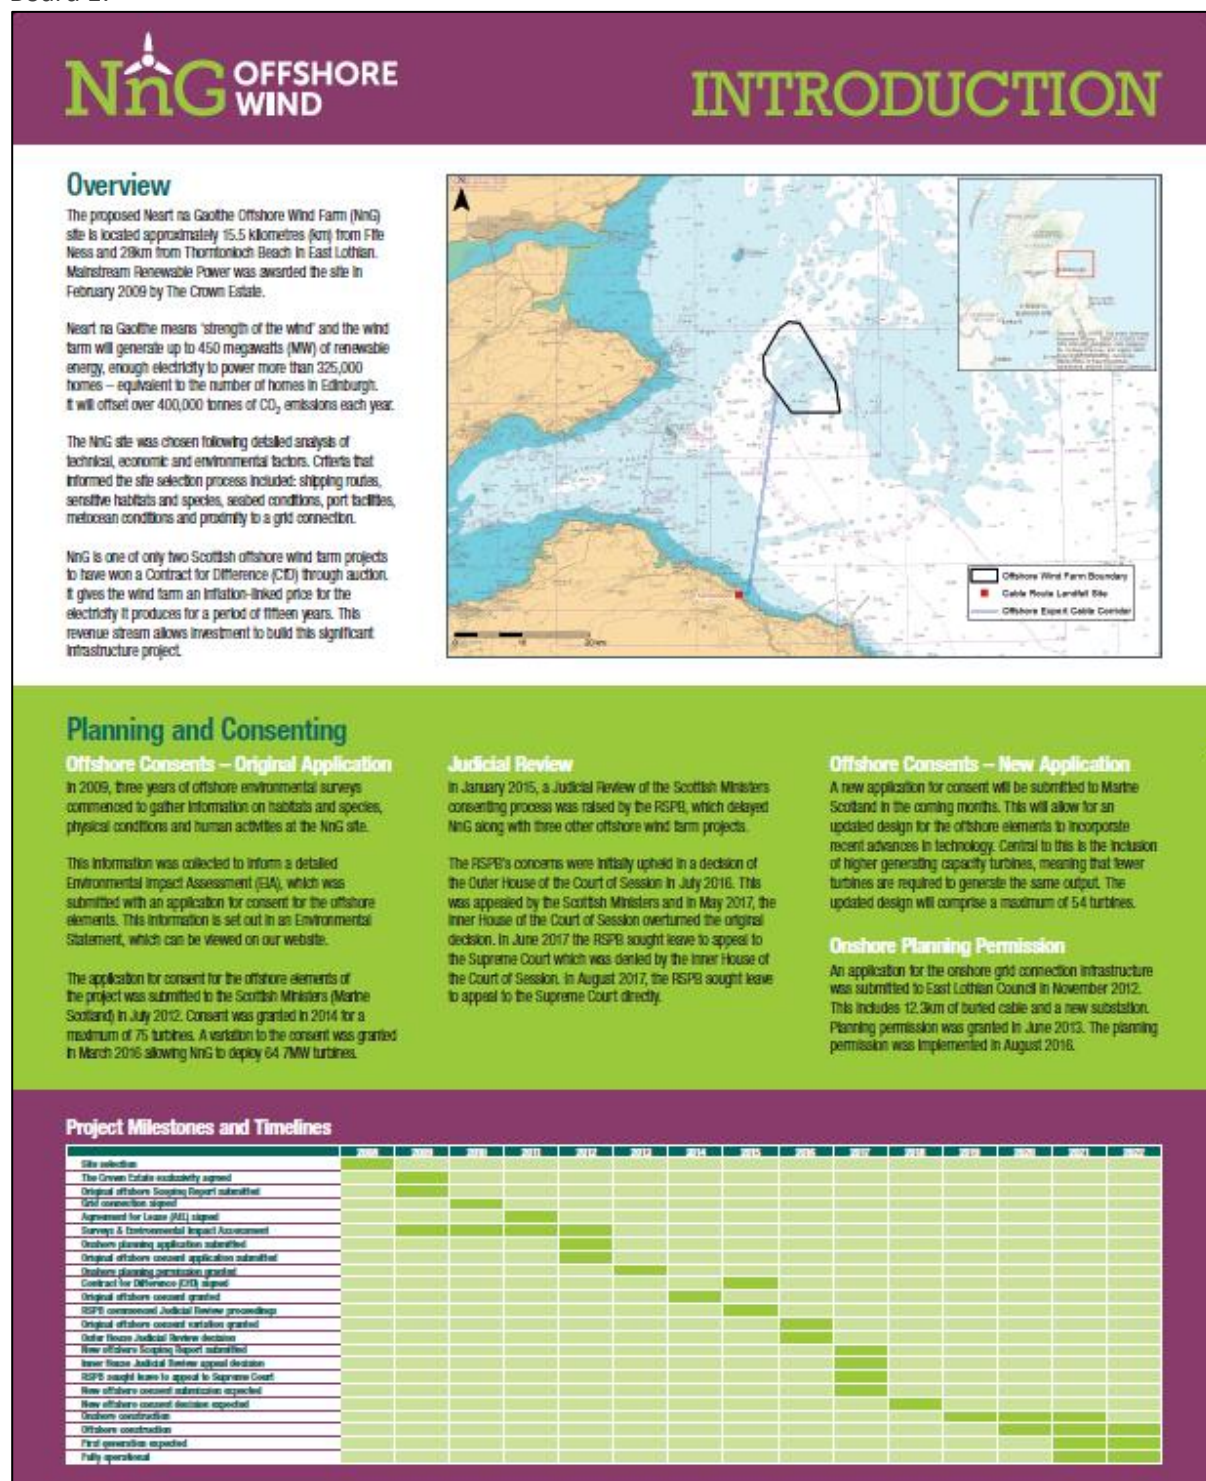 NnG OFFSHORE
WIND
INTRODUCTION
Overview
The proposed Neart na Gaoithe Offshore Wind Farm (NnG)
site is located approximately 15.5 kilometres (km) from Fife
Ness and 28km from Thorntonloch Beach in East Lothian.
Mainstream Renewable Power was awarded the site in
February 2009 by The Crown Estate.
Neart na Gaoithe means ‘strength of the wind’ and the wind
farm will generate up to 450 megawatts (MW) of renewable
energy, enough electricity to power more than 325,000
homes – equivalent to the number of homes in Edinburgh.
It will offset over 400,000 tonnes of CO₂ emissions each year.
The NnG site was chosen following detailed analysis of
technical, economic and environmental factors. Criteria that
informed the site selection process included: shipping routes,
sensitive habitats and species, seabed conditions, port facilities,
metocean conditions and proximity to a grid connection.
NnG is one of only two Scottish offshore wind farm projects
to have won a Contract for Difference (CfD) through auction.
It gives the wind farm an inflation-linked price for the
electricity it produces for a period of fifteen years. This
revenue stream allows investment to build this significant
infrastructure project.
N
Offshore Wind Farm Boundary
Cable Route Landfall Site
Offshore Export Cable Corridor
0 10 20 km
Planning and Consenting
Offshore Consents – Original Application
In 2009, three years of offshore environmental surveys
commenced to gather information on habitats and species,
physical conditions and human activities at the NnG site.
This information was collected to inform a detailed
Environmental Impact Assessment (EIA), which was
submitted with an application for consent for the offshore
elements. This information is set out in an Environmental
Statement, which can be viewed on our website.
The application for consent for the offshore elements of
the project was submitted to the Scottish Ministers (Marine
Scotland) in July 2012. Consent was granted in 2014 for a
maximum of 75 turbines. A variation to the consent was granted
in March 2016 allowing NnG to deploy 64 7MW turbines.
Judicial Review
In January 2015, a Judicial Review of the Scottish Ministers
consenting process was raised by the RSPB, which delayed
NnG along with three other offshore wind farm projects.
The RSPB's concerns were initially upheld in a decision of
the Outer House of the Court of Session in July 2016. This
was appealed by the Scottish Ministers and in May 2017, the
Inner House of the Court of Session overturned the original
decision. In June 2017 the RSPB sought leave to appeal to
the Supreme Court which was denied by the Inner House of
the Court of Session. In August 2017, the RSPB sought leave
to appeal to the Supreme Court directly.
Offshore Consents – New Application
A new application for consent will be submitted to Marine
Scotland in the coming months. This will allow for an
updated design for the offshore elements to incorporate
recent advances in technology. Central to this is the inclusion
of higher generating capacity turbines, meaning that fewer
turbines are required to generate the same output. The
updated design will comprise a maximum of 54 turbines.
Onshore Planning Permission
An application for the onshore grid connection infrastructure
was submitted to East Lothian Council in November 2012.
This includes 12.3km of buried cable and a new substation.
Planning permission was granted in June 2013. The planning
permission was implemented in August 2016.
Project Milestones and Timelines
2008 2009 2010 2011 2012 2013 2014 2015 2016 2017 2018 2019 2020 2021 2022
Site selection
The Crown Estate exclusivity agreed
Original offshore Scoping Report submitted
Grid connection signed
Agreement for Lease (AfL) signed
Surveys & Environmental Impact Assessment
Onshore planning application submitted
Original offshore consent application submitted
Onshore planning permission granted
Contract for Difference (CfD) signed
Original offshore consent granted
RSPB commenced Judicial Review proceedings
Original offshore consent variation granted
Outer House Judicial Review decision
New offshore Scoping Report submitted
Inner House Judicial Review appeal decision
RSPB sought leave to appeal to Supreme Court
New offshore consent submission expected
New offshore consent decision expected
Onshore construction
Offshore construction
First generation expected
Fully operational